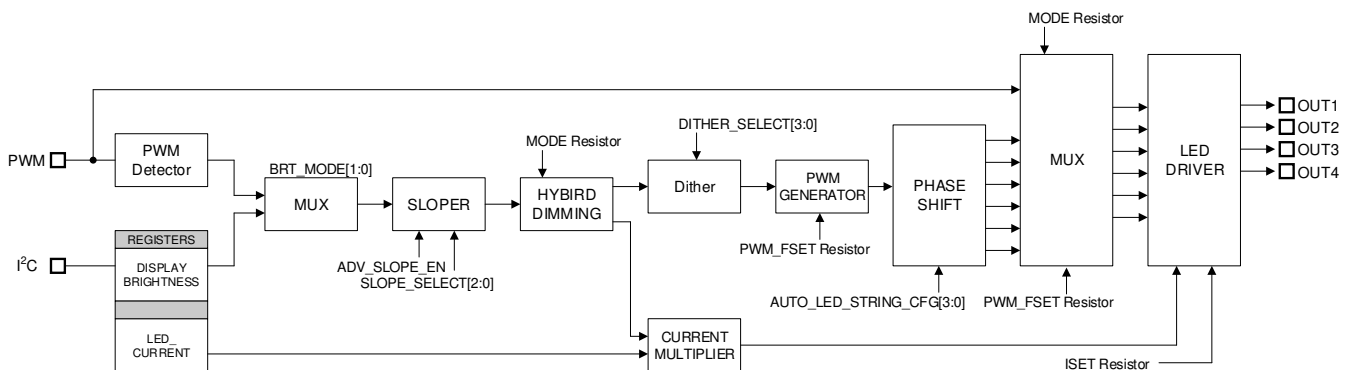 MODE Resistor
DITHER_SELECT[3:0]
MODE Resistor
PWM
PWM
Detector
BRT_MODE[1:0]
MUX
SLOPER
HYBIRD
DIMMING
Dither
PWM
GENERATOR
PHASE
SHIFT
MUX
LED
DRIVER
OUT1
OUT2
OUT3
OUT4
I²C
REGISTERS
DISPLAY
BRIGHTNESS
ADV_SLOPE_EN
SLOPE_SELECT[2:0]
PWM_FSET Resistor
AUTO_LED_STRING_CFG[3:0]
PWM_FSET Resistor
LED_
CURRENT
CURRENT
MULTIPLIER
ISET Resistor